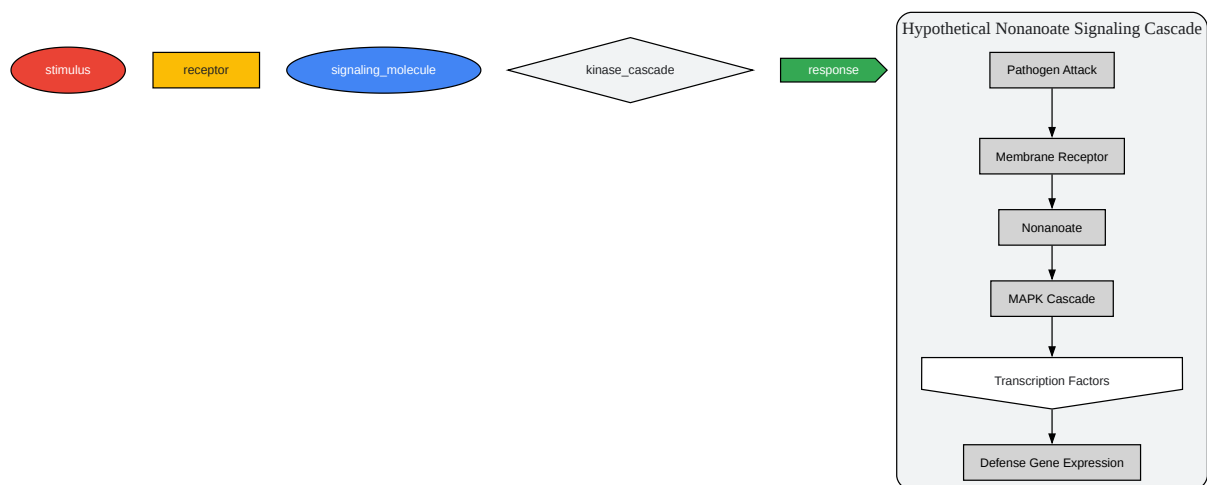 Hypothetical Nonanoate Signaling Cascade
stimulus
receptor
signaling_molecule
kinase_cascade
response
Pathogen Attack
Membrane Receptor
Nonanoate
MAPK Cascade
Transcription Factors
Defense Gene Expression